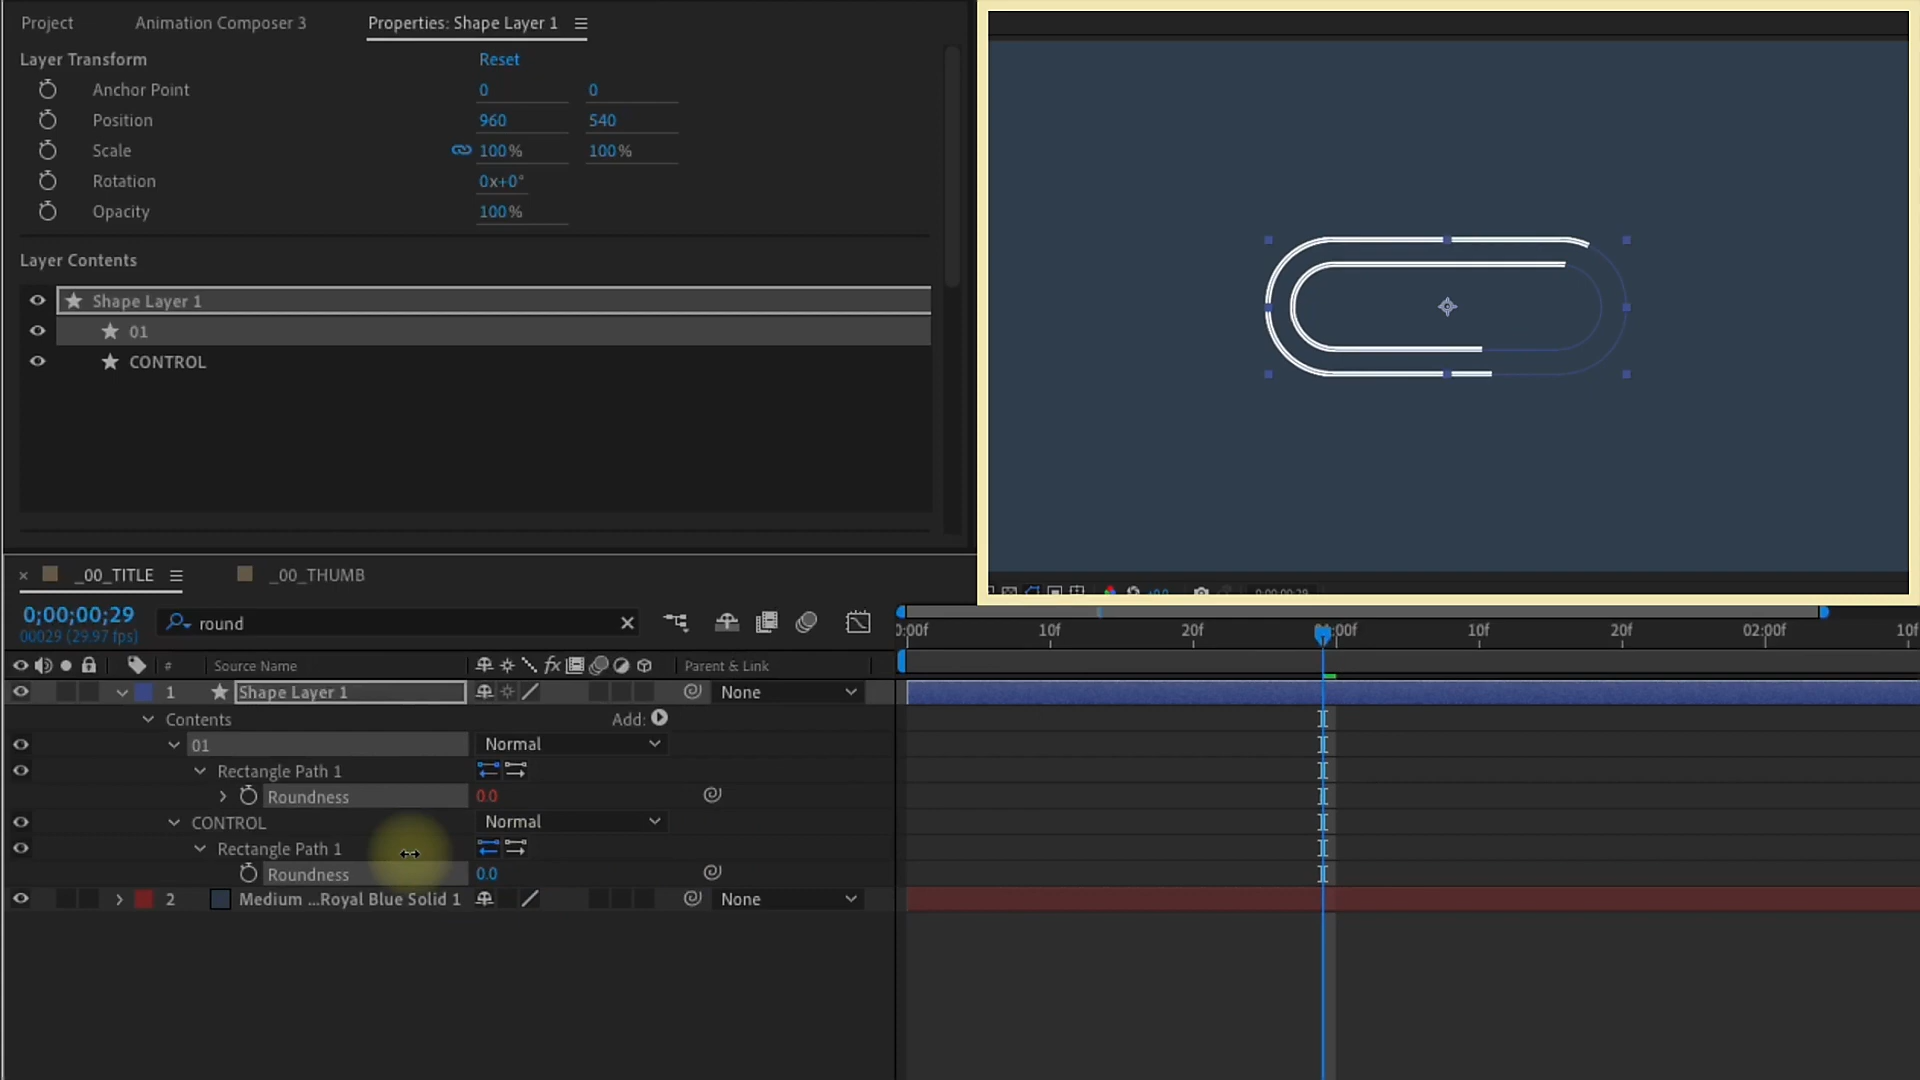 Project Animation Composer 3 Properties: Shape Layer 1
Layer Transform Reset
Anchor Point 0 0
Position 960 540
Scale 100% 100%
Rotation 0x+0°
Opacity 100%
Layer Contents
Shape Layer 1
01
CONTROL
_00_TITLE _00_THUMB
0;00;00;29
00029 (29.97 fps)
round
0:00f 10f 20f 01:00f 10f 20f 02:00f 10f
# Source Name fx Parent & Link
1 Shape Layer 1 None
Contents Add:
01 Normal
Rectangle Path 1
Roundness 0.0
CONTROL Normal
Rectangle Path 1
Roundness 0.0
2 Medium ...Royal Blue Solid 1 None